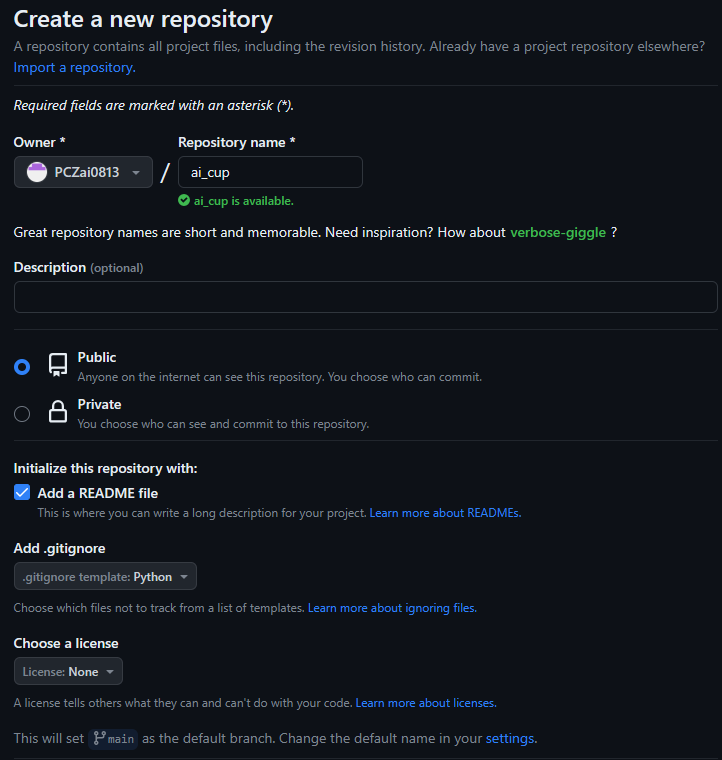 Create a new repository
A repository contains all project files, including the revision history. Already have a project repository elsewhere?
Import a repository.
Required fields are marked with an asterisk (*).
Owner * Repository name *
PCZai0813 / ai_cup
ai_cup is available.
Great repository names are short and memorable. Need inspiration? How about verbose-giggle ?
Description (optional)
Public
Anyone on the internet can see this repository. You choose who can commit.
Private
You choose who can see and commit to this repository.
Initialize this repository with:
Add a README file
This is where you can write a long description for your project. Learn more about READMEs.
Add .gitignore
.gitignore template: Python
Choose which files not to track from a list of templates. Learn more about ignoring files.
Choose a license
License: None
A license tells others what they can and can't do with your code. Learn more about licenses.
This will set main as the default branch. Change the default name in your settings.